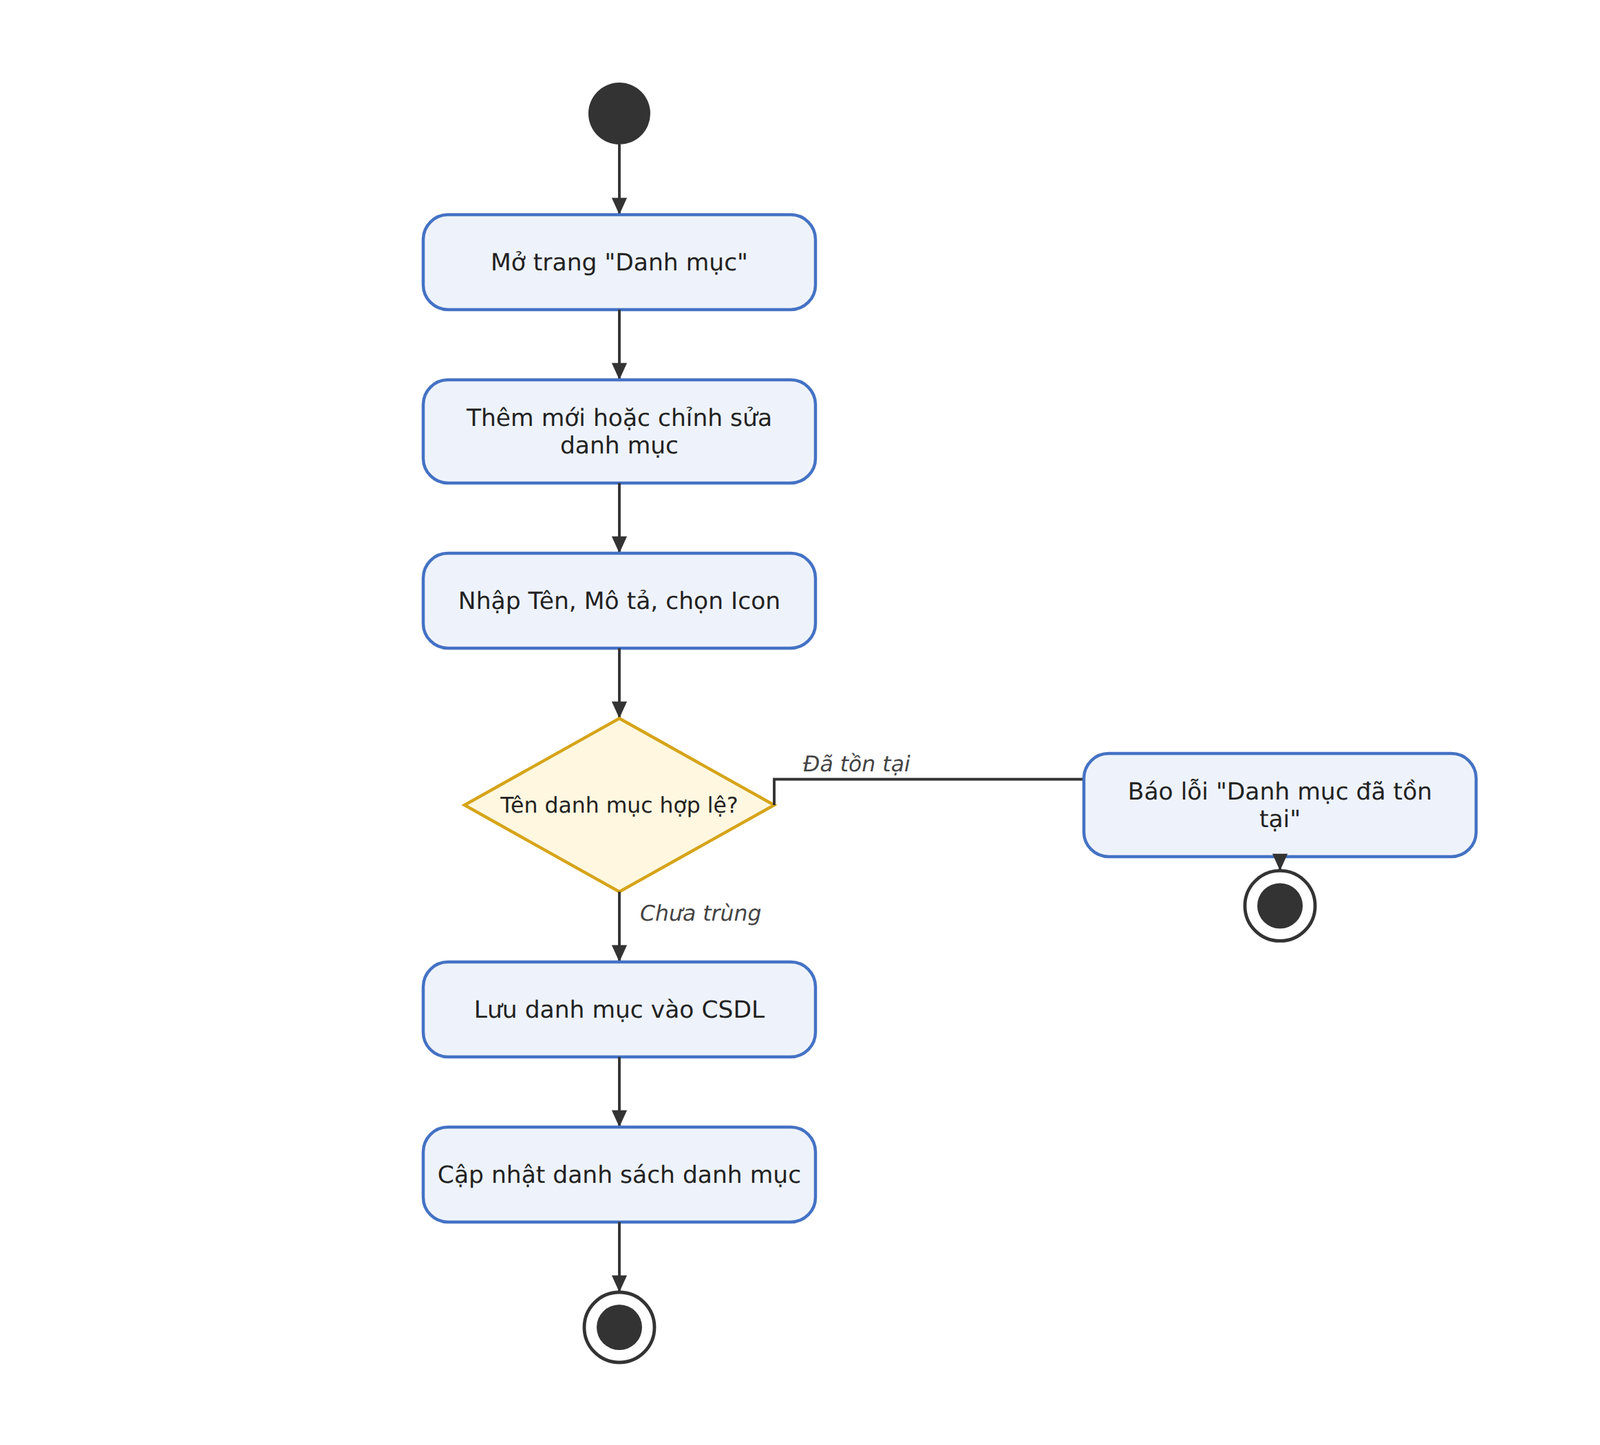 Mở trang "Danh mục"
Thêm mới hoặc chỉnh sửa
danh mục
Nhập Tên, Mô tả, chọn Icon
Tên danh mục hợp lệ?
Đã tồn tại
Báo lỗi "Danh mục đã tồn
tại"
Chưa trùng
Lưu danh mục vào CSDL
Cập nhật danh sách danh mục